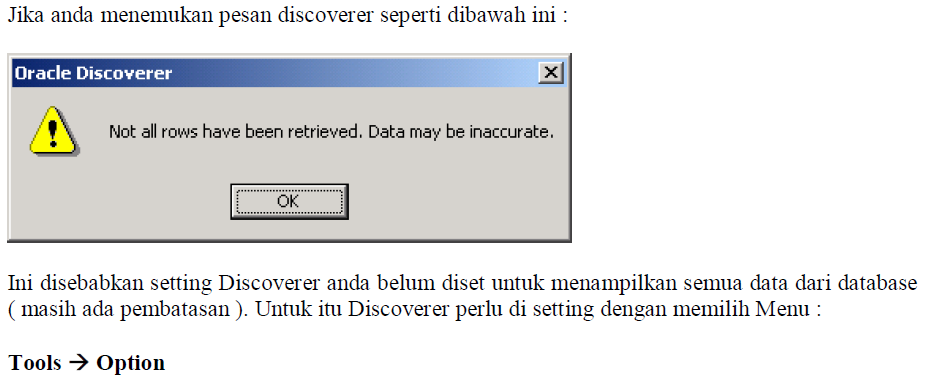 Jika anda menemukan pesan discoverer seperti dibawah ini :
Oracle Discoverer
Not all rows have been retrieved. Data may be inaccurate.
OK
Ini disebabkan setting Discoverer anda belum diset untuk menampilkan semua data dari database
( masih ada pembatasan ). Untuk itu Discoverer perlu di setting dengan memilih Menu :
Tools → Option